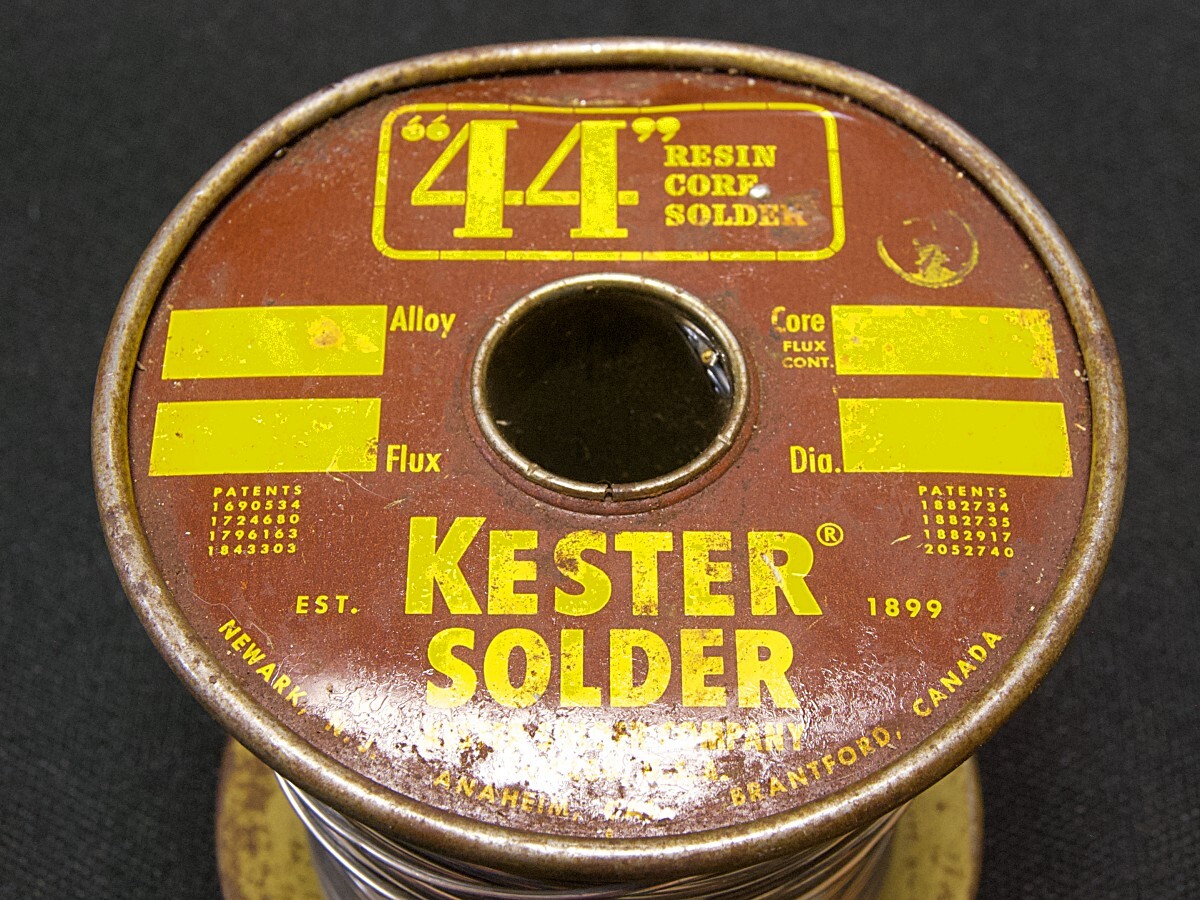 “44”
RESIN
CORE
SOLDER
Alloy
Core
FLUX
CONT.
Flux
Dia.
PATENTS
1690534
1724680
1796163
1843303
PATENTS
1882734
1882735
1882917
2052740
KESTER®
EST.
1899
SOLDER
COMPANY
NEWARK, N.J.
ANAHEIM,
BRANTFORD, CANADA